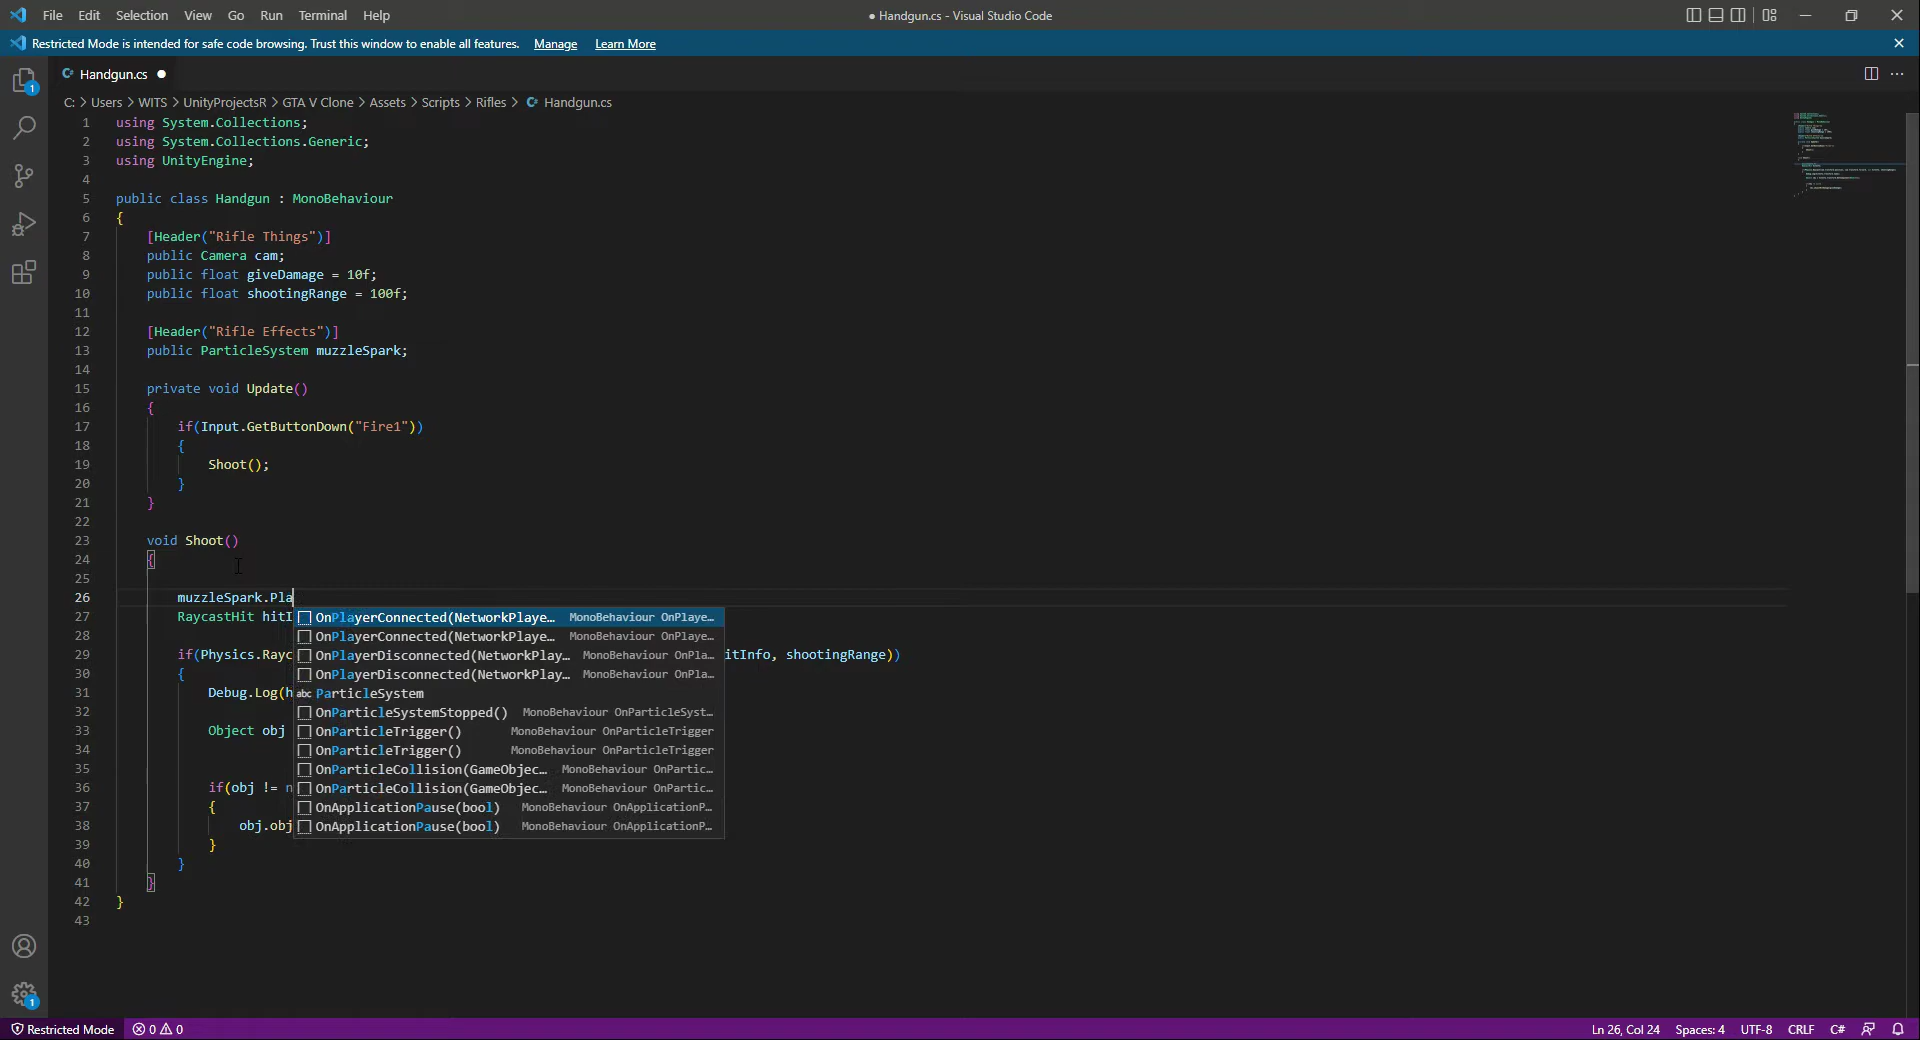 File Edit Selection View Go Run Terminal Help ● Handgun.cs - Visual Studio Code
Restricted Mode is intended for safe code browsing. Trust this window to enable all features. Manage Learn More
Handgun.cs
C: > Users > WITS > UnityProjectsR > GTA V Clone > Assets > Scripts > Rifles > Handgun.cs
1 using System.Collections;
2 using System.Collections.Generic;
3 using UnityEngine;
4
5 public class Handgun : MonoBehaviour
6 {
7 [Header("Rifle Things")]
8 public Camera cam;
9 public float giveDamage = 10f;
10 public float shootingRange = 100f;
11
12 [Header("Rifle Effects")]
13 public ParticleSystem muzzleSpark;
14
15 private void Update()
16 {
17 if(Input.GetButtonDown("Fire1"))
18 {
19 Shoot();
20 }
21 }
22
23 void Shoot()
24 {
25
26 muzzleSpark.Pla
27 RaycastHit hitI OnPlayerConnected(NetworkPlaye… MonoBehaviour OnPlaye…
28 OnPlayerConnected(NetworkPlaye… MonoBehaviour OnPlaye…
29 if(Physics.Rayc OnPlayerDisconnected(NetworkPlay… MonoBehaviour OnPla… itInfo, shootingRange))
30 { OnPlayerDisconnected(NetworkPlay… MonoBehaviour OnPla…
31 Debug.Log(h abc ParticleSystem
32 OnParticleSystemStopped() MonoBehaviour OnParticleSyst…
33 Object obj OnParticleTrigger() MonoBehaviour OnParticleTrigger
34 OnParticleTrigger() MonoBehaviour OnParticleTrigger
35 OnParticleCollision(GameObjec… MonoBehaviour OnPartic…
36 if(obj != n OnParticleCollision(GameObjec… MonoBehaviour OnPartic…
37 { OnApplicationPause(bool) MonoBehaviour OnApplicationP…
38 obj.obj OnApplicationPause(bool) MonoBehaviour OnApplicationP…
39 }
40 }
41 }
42 }
43
Restricted Mode 0 0 Ln 26, Col 24 Spaces: 4 UTF-8 CRLF C#